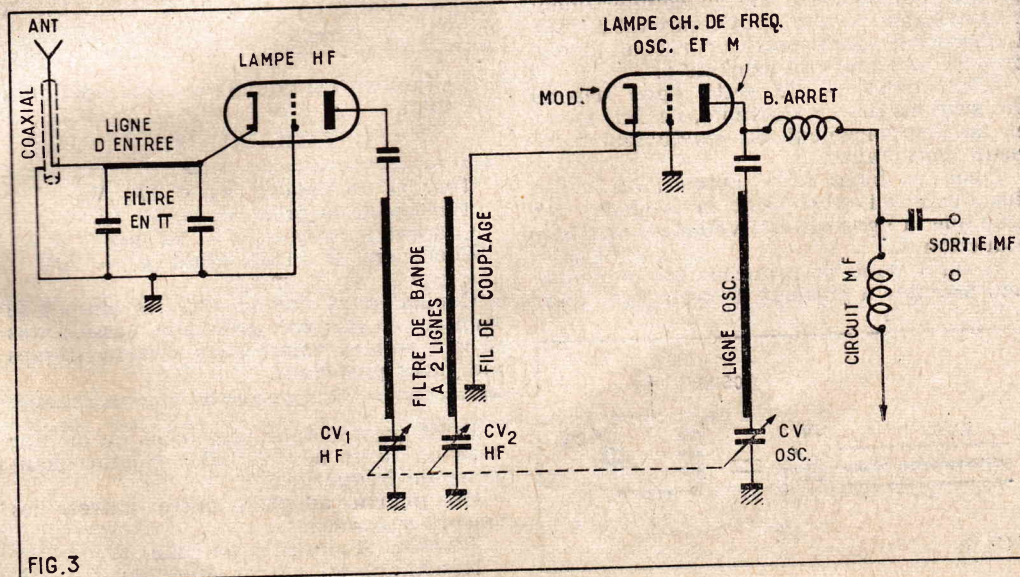 ANT
COAXIAL
LIGNE
D ENTREE
FILTRE
EN π
LAMPE HF
FILTRE DE BANDE
A 2 LIGNES
FIL DE COUPLAGE
CV1
HF
CV2
HF
LAMPE CH. DE FREQ.
OSC. ET M
MOD.
B. ARRET
LIGNE OSC.
CV
OSC.
CIRCUIT MF
SORTIE MF
FIG.3